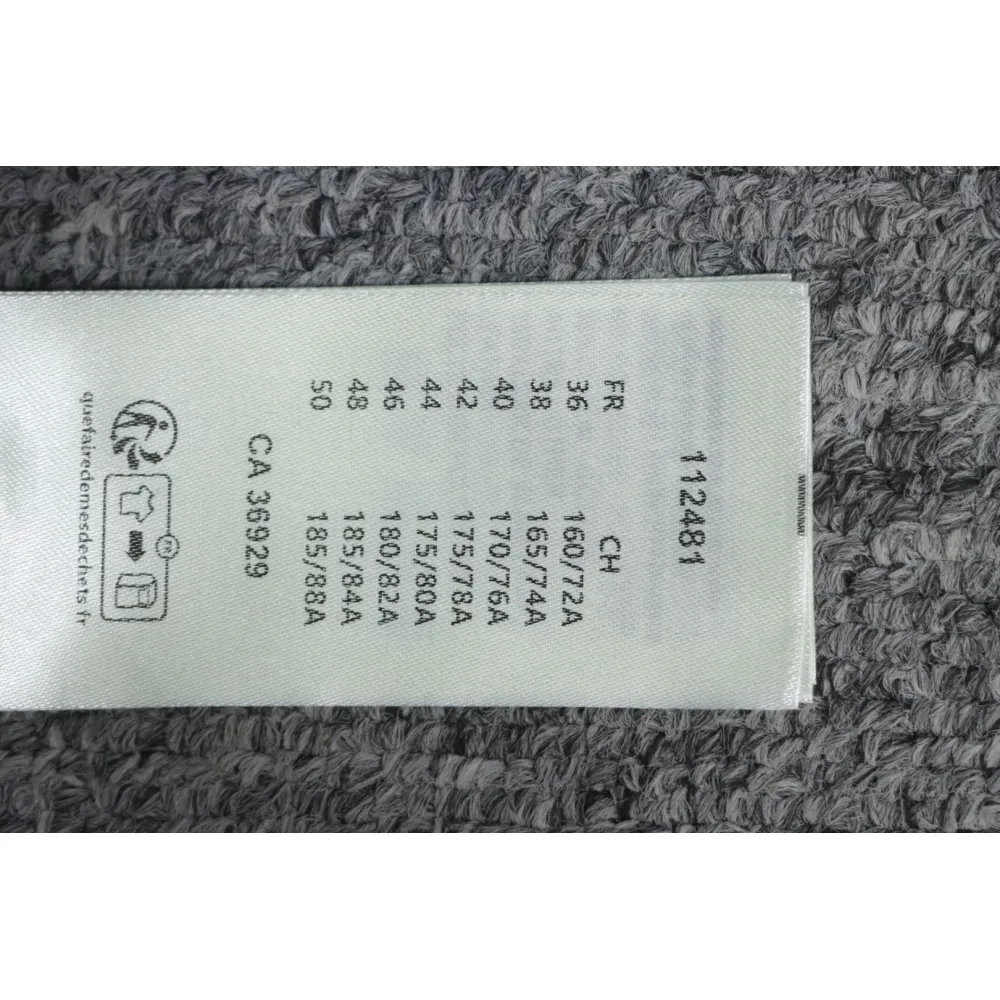 112481
FR CH
36 160/72A
38 165/74A
40 170/76A
42 175/78A
44 175/80A
46 180/82A
48 185/84A
50 185/88A
CA 36929
FR
quefairedemesdechets.fr